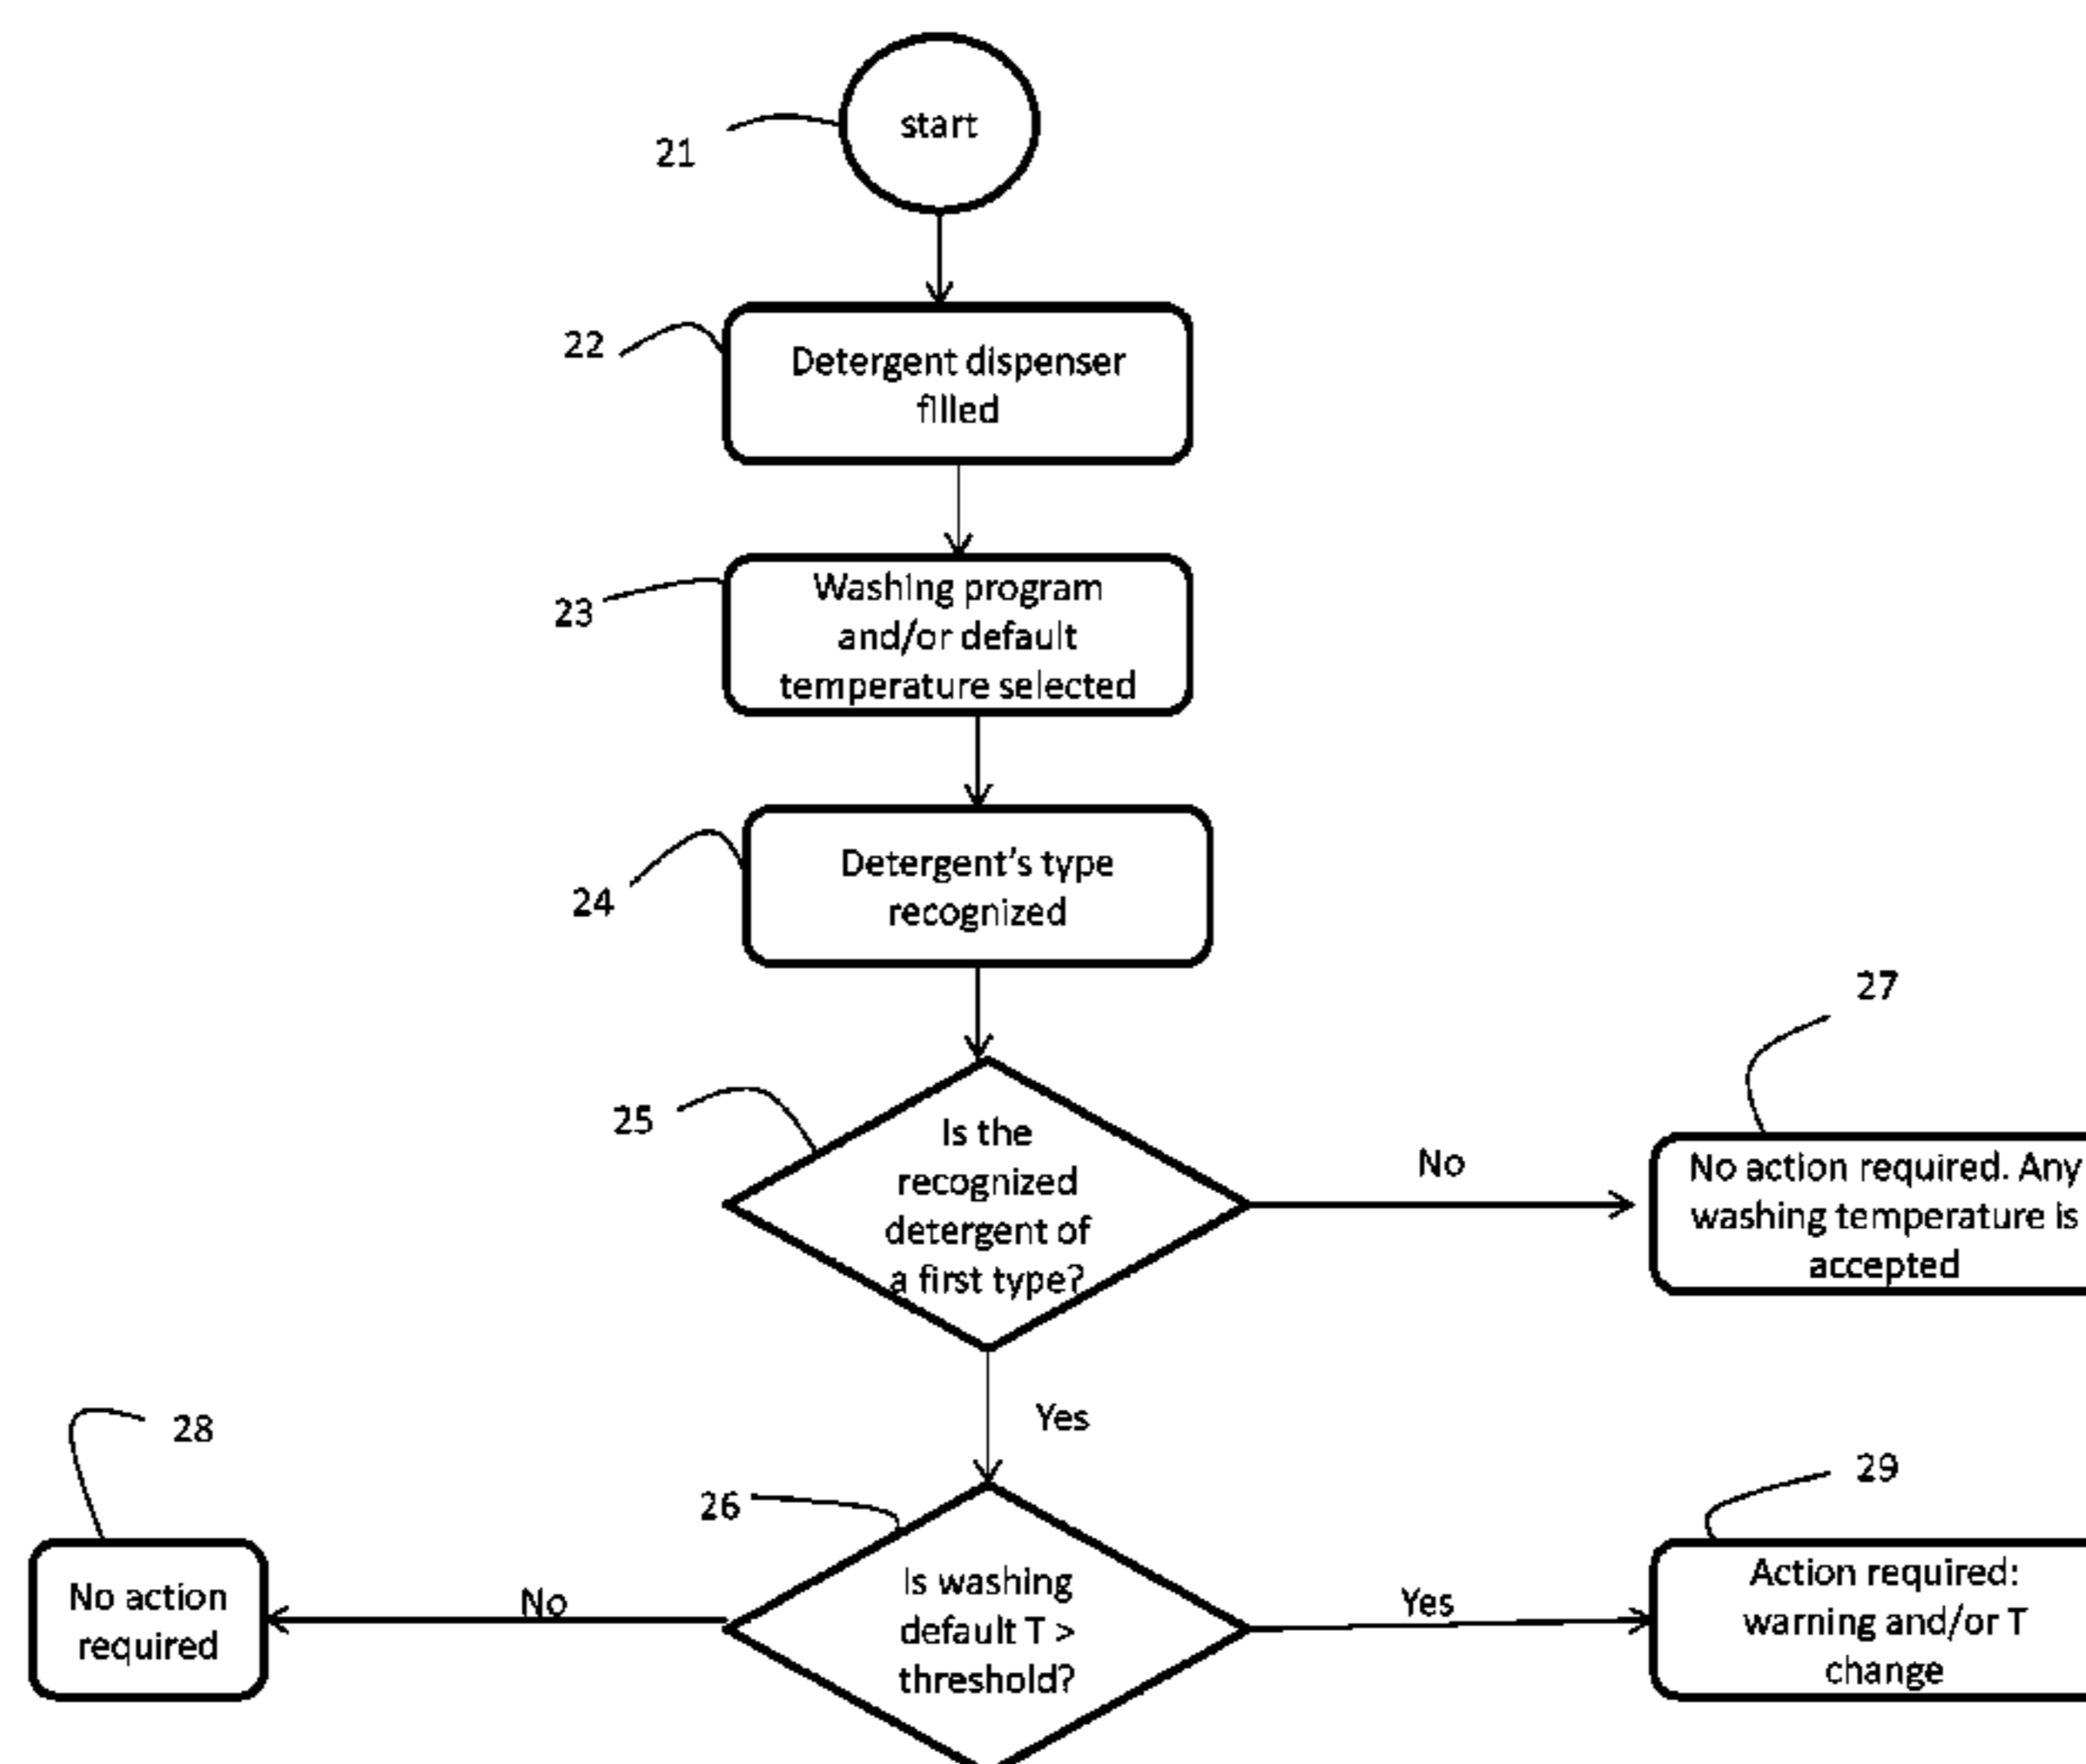 start
21
22
Detergent dispenser
filled
23
Washing program
and/or default
temperature selected
24
Detergent's type
recognized
27
25
Is the
recognized
detergent of
a first type?
No
No action required. Any
washing temperature is
accepted
Yes
28
29
26
No action
required
No
Is washing
default T >
threshold?
Yes
Action required:
warning and/or T
change